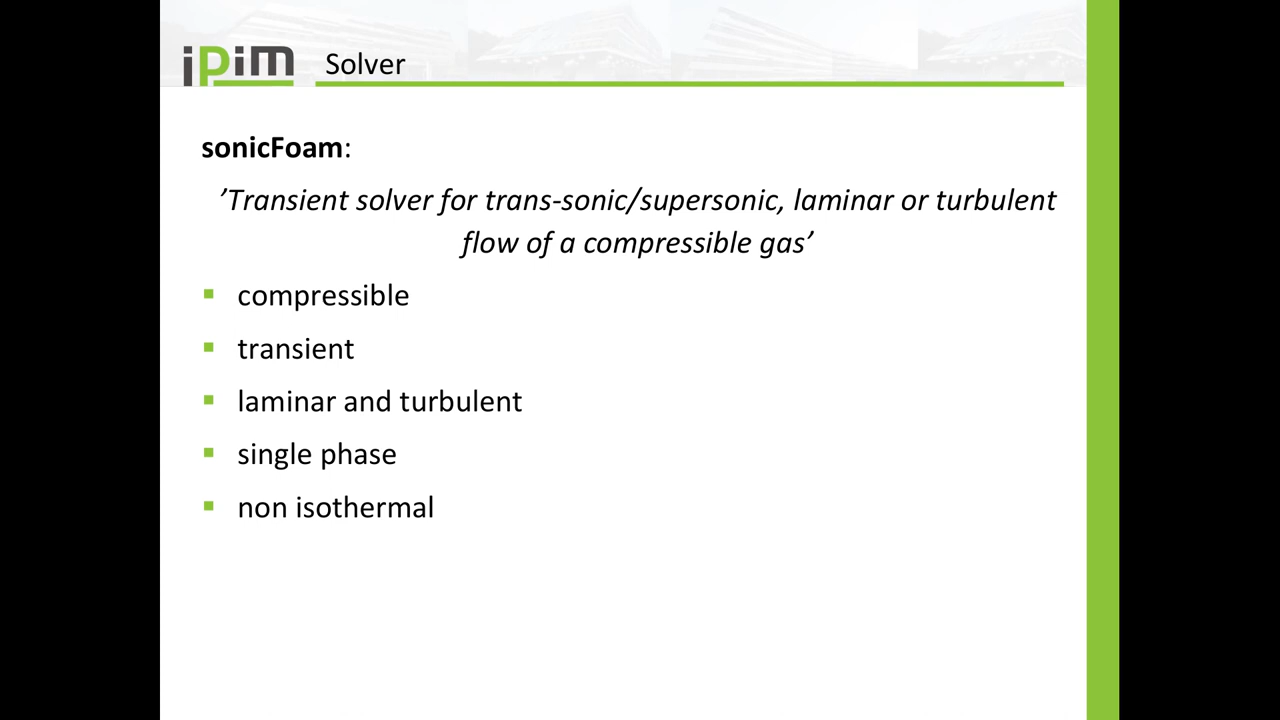 iPiM Solver
sonicFoam:
’Transient solver for trans-sonic/supersonic, laminar or turbulent
flow of a compressible gas’
▪ compressible
▪ transient
▪ laminar and turbulent
▪ single phase
▪ non isothermal